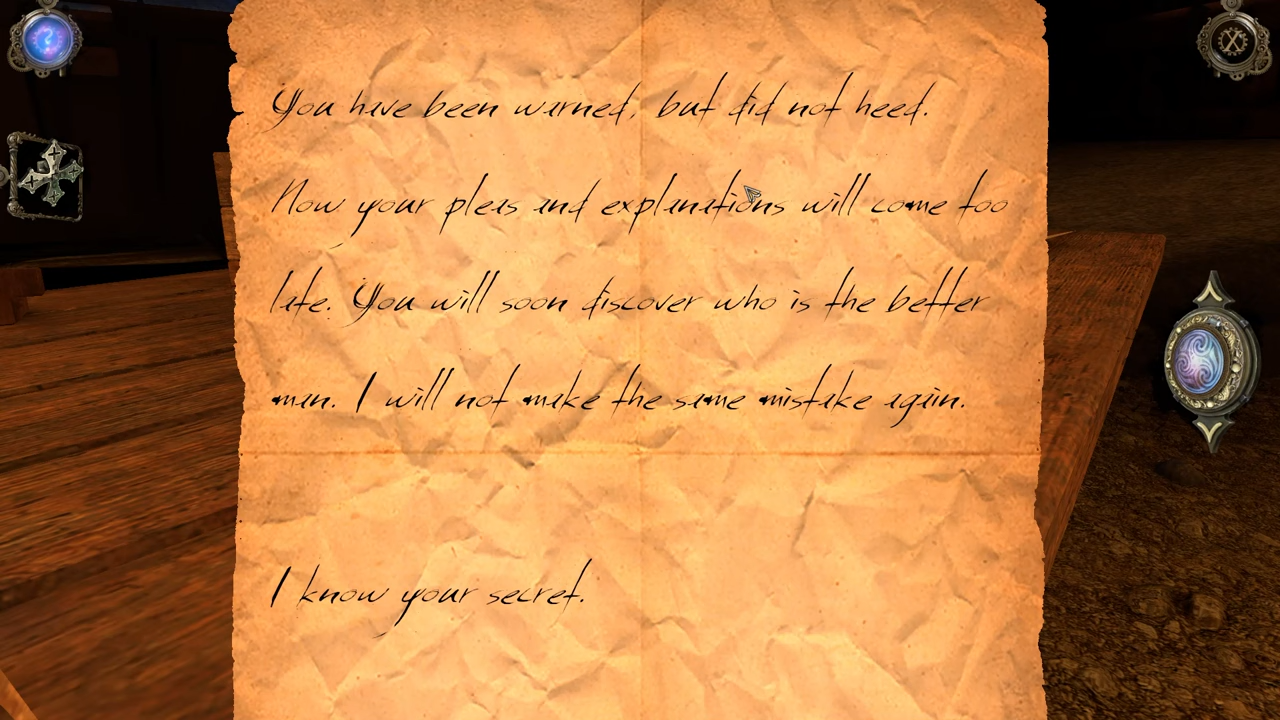 You have been warned, but did not heed.
Now your pleas and explanations will come too
late. You will soon discover who is the better
man. I will not make the same mistake again.
I know your secret.